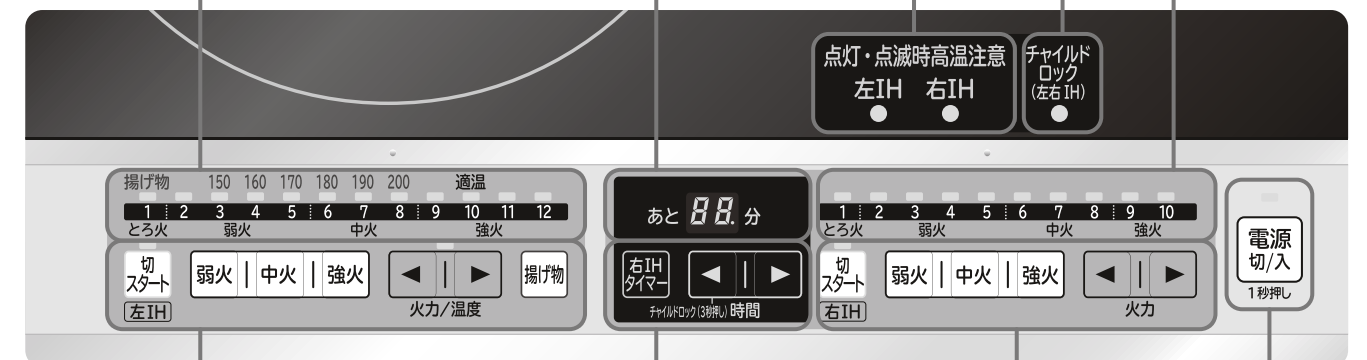 点灯・点滅時高温注意
左IH 右IH
チャイルド
ロック
(左右IH)
揚げ物 150 160 170 180 190 200 適温
1 2 3 4 5 6 7 8 9 10 11 12
とろ火 弱火 中火 強火
切
スタート
弱火 中火 強火
◀ ▶
揚げ物
左IH
火力/温度
あと 88. 分
右IH
タイマー
◀ ▶
チャイルドロック(3秒押し) 時間
1 2 3 4 5 6 7 8 9 10
とろ火 弱火 中火 強火
切
スタート
弱火 中火 強火
◀ ▶
右IH
火力
電源
切/入
1秒押し